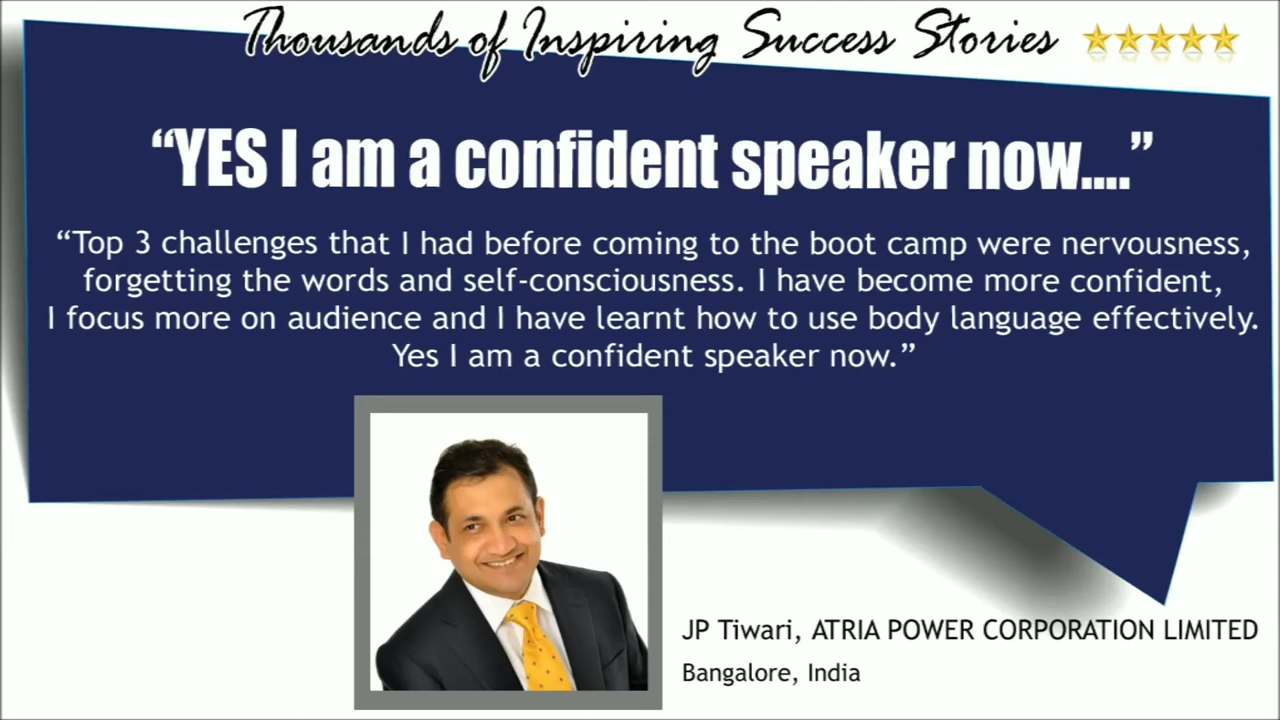 Thousands of Inspiring Success Stories
“YES I am a confident speaker now....”
“Top 3 challenges that I had before coming to the boot camp were nervousness,
forgetting the words and self-consciousness. I have become more confident,
I focus more on audience and I have learnt how to use body language effectively.
Yes I am a confident speaker now.”
JP Tiwari, ATRIA POWER CORPORATION LIMITED
Bangalore, India